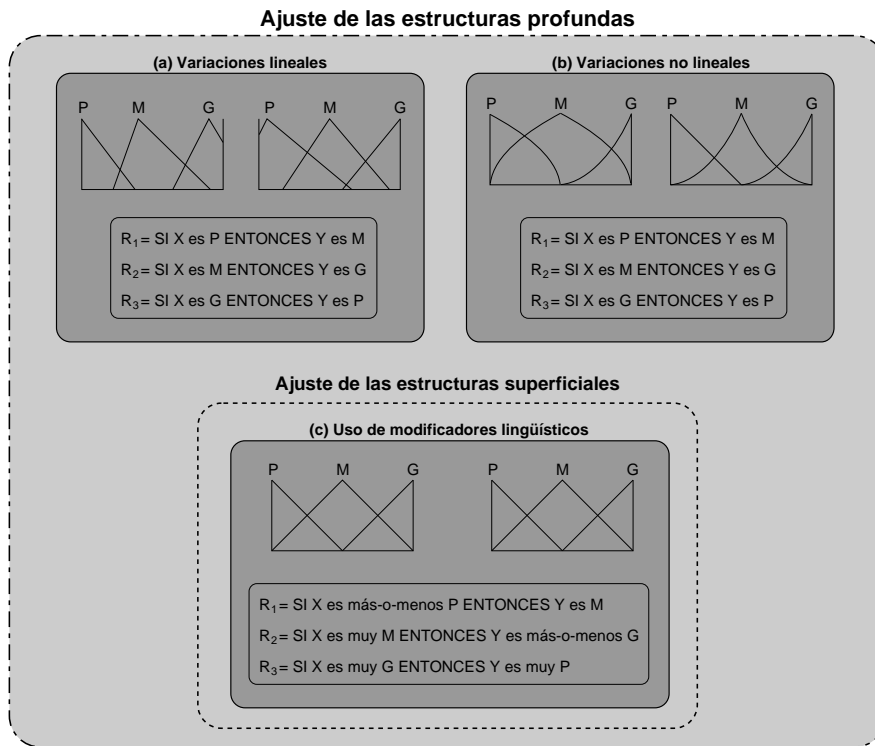 Ajuste de las estructuras profundas
(a) Variaciones lineales
P M G P M G
R1= SI X es P ENTONCES Y es M
R2= SI X es M ENTONCES Y es G
R3= SI X es G ENTONCES Y es P
(b) Variaciones no lineales
P M G P M G
R1= SI X es P ENTONCES Y es M
R2= SI X es M ENTONCES Y es G
R3= SI X es G ENTONCES Y es P
Ajuste de las estructuras superficiales
(c) Uso de modificadores lingüísticos
P M G P M G
R1= SI X es más-o-menos P ENTONCES Y es M
R2= SI X es muy M ENTONCES Y es más-o-menos G
R3= SI X es muy G ENTONCES Y es muy P